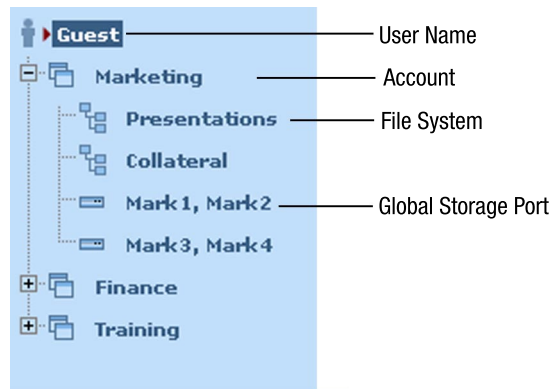 Guest
User Name
Marketing
Account
Presentations
File System
Collateral
Mark1, Mark2
Global Storage Port
Mark3, Mark4
Finance
Training